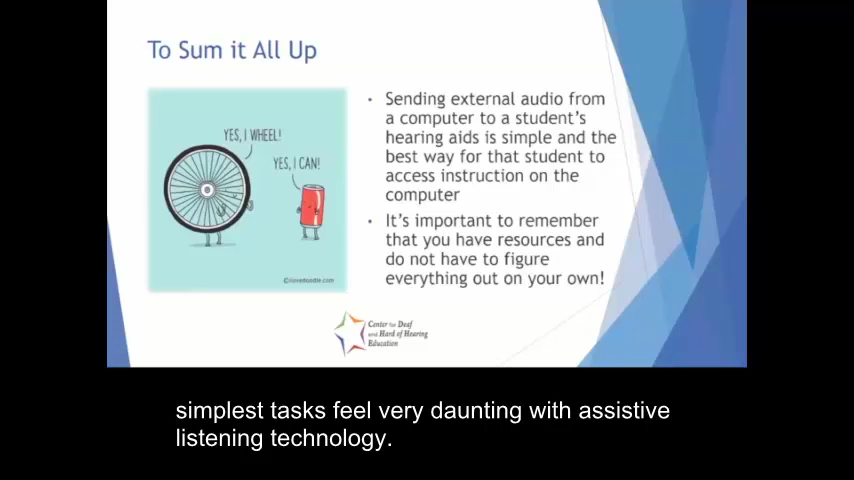 To Sum it All Up
YES, I WHEEL!
YES, I CAN!
©ilovedoodle.com
• Sending external audio from
a computer to a student's
hearing aids is simple and the
best way for that student to
access instruction on the
computer
• It's important to remember
that you have resources and
do not have to figure
everything out on your own!
Center for Deaf
and Hard of Hearing
Education
simplest tasks feel very daunting with assistive
listening technology.